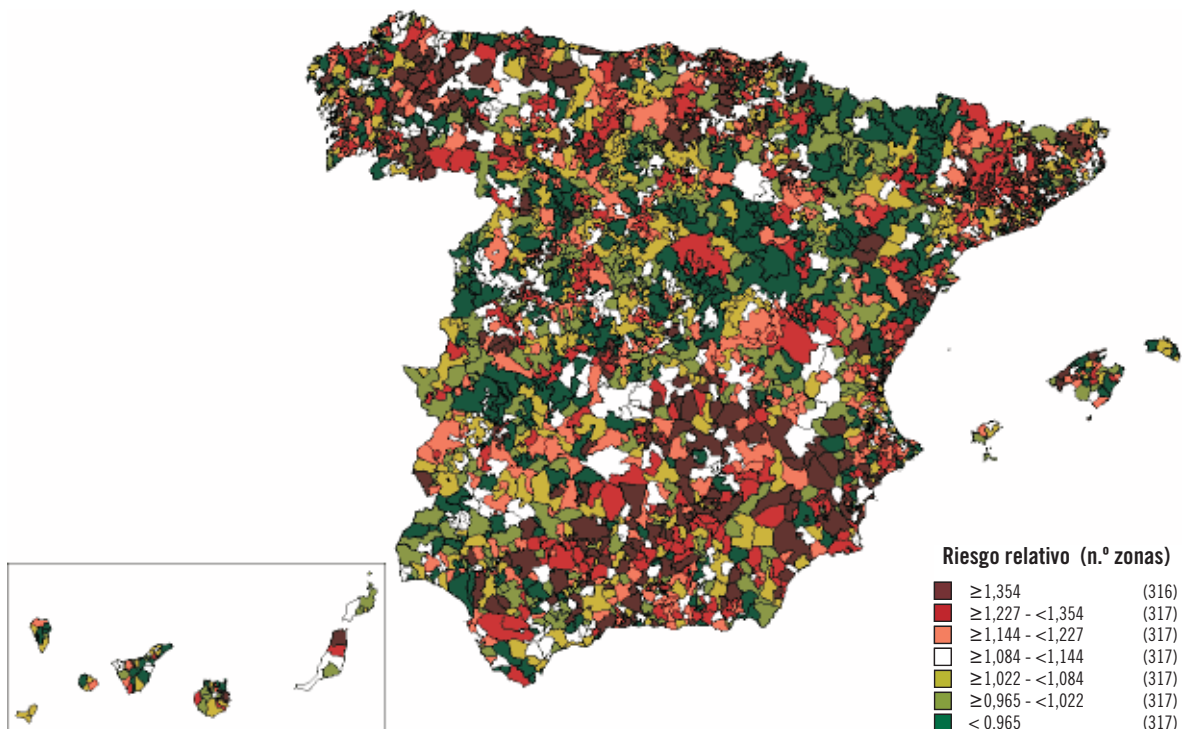 Riesgo relativo (n.º zonas)
≥1,354 (316)
≥1,227 - <1,354 (317)
≥1,144 - <1,227 (317)
≥1,084 - <1,144 (317)
≥1,022 - <1,084 (317)
≥0,965 - <1,022 (317)
< 0,965 (317)